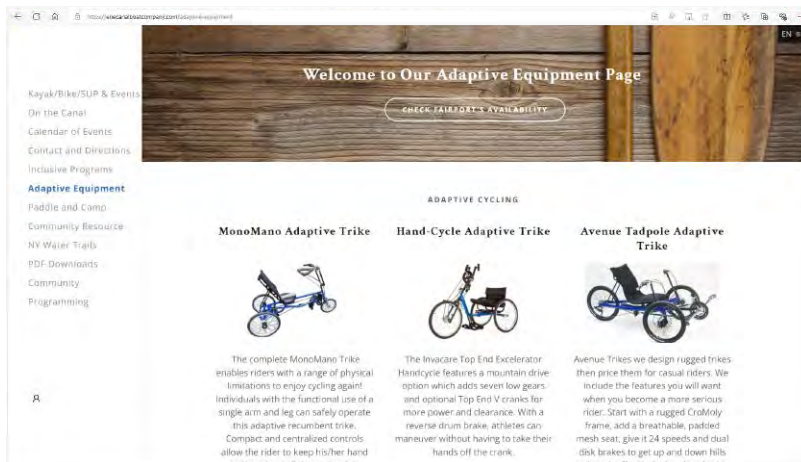 https://eriecanalboatcompany.com/adaptive-equipment
EN
Welcome to Our Adaptive Equipment Page
CHECK FAIRPORT'S AVAILABILITY
Kayak/Bike/SUP & Events
On the Canal
Calendar of Events
Contact and Directions
Inclusive Programs
Adaptive Equipment
Paddle and Camp
Community Resource
NY Water Trails
PDF Downloads
Community
Programming
ADAPTIVE CYCLING
MonoMano Adaptive Trike
The complete MonoMano Trike
enables riders with a range of physical
limitations to enjoy cycling again!
Individuals with the functional use of a
single arm and leg can safely operate
this adaptive recumbent trike.
Compact and centralized controls
allow the rider to keep his/her hand
Hand-Cycle Adaptive Trike
The Invacare Top End Excelerator
Handcycle features a mountain drive
option which adds seven low gears
and optional Top End V cranks for
more power and clearance. With a
reverse drum brake, athletes can
maneuver without having to take their
hands off the crank.
Avenue Tadpole Adaptive
Trike
Avenue Trikes we design rugged trikes
then price them for casual riders. We
include the features you will want
when you become a more serious
rider. Start with a rugged CroMoly
frame, add a breathable, padded
mesh seat, give it 24 speeds and dual
disk brakes to get up and down hills